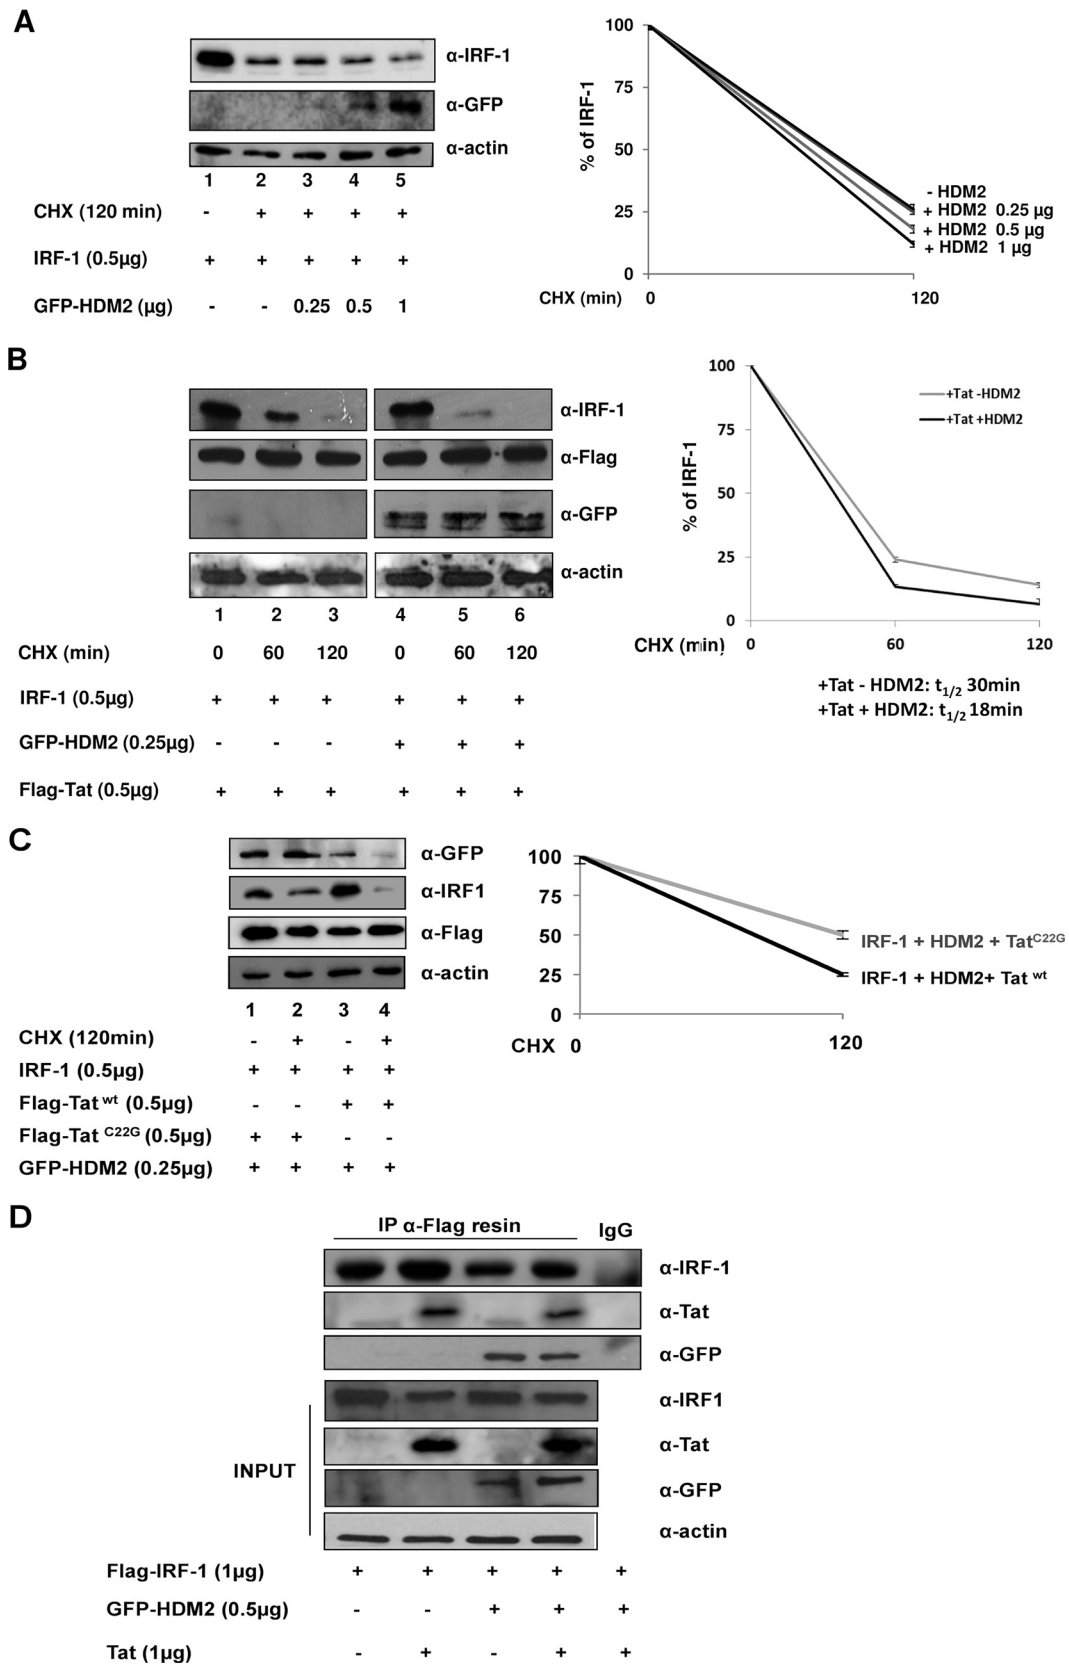 A
α-IRF-1
α-GFP
α-actin
1 2 3 4 5
CHX (120 min) - + + + +
IRF-1 (0.5µg) + + + + +
GFP-HDM2 (µg) - - 0.25 0.5 1
% of IRF-1
100
75
50
25
0
- HDM2
+ HDM2 0.25 µg
+ HDM2 0.5 µg
+ HDM2 1 µg
CHX (min) 0 120
B
α-IRF-1
α-Flag
α-GFP
α-actin
1 2 3 4 5 6
CHX (min) 0 60 120 0 60 120
IRF-1 (0.5µg) + + + + + +
GFP-HDM2 (0.25µg) - - - + + +
Flag-Tat (0.5µg) + + + + + +
% of IRF-1
100
75
50
25
0
+Tat -HDM2
+Tat +HDM2
CHX (min) 0 60 120
+Tat - HDM2: t1/2 30min
+Tat + HDM2: t1/2 18min
C
α-GFP
α-IRF1
α-Flag
α-actin
1 2 3 4
CHX (120min) - + - +
IRF-1 (0.5µg) + + + +
Flag-Tat wt (0.5µg) - - + +
Flag-Tat C22G (0.5µg) + + - -
GFP-HDM2 (0.25µg) + + + +
100
75
50
25
0
IRF-1 + HDM2 + Tat C22G
IRF-1 + HDM2+ Tat wt
CHX 0 120
D
IP α-Flag resin IgG
α-IRF-1
α-Tat
α-GFP
INPUT
α-IRF1
α-Tat
α-GFP
α-actin
Flag-IRF-1 (1µg) + + + + +
GFP-HDM2 (0.5µg) - - + + +
Tat (1µg) - + - + +